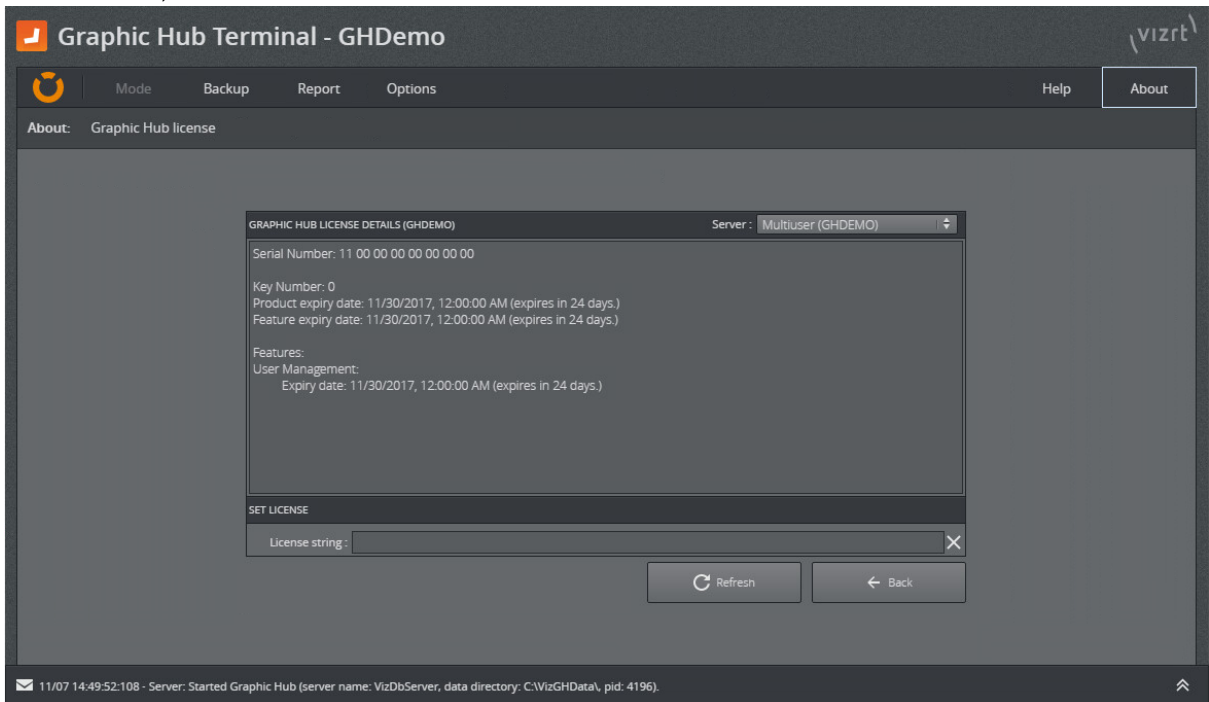 Graphic Hub Terminal - GHDemo
vizrt
Mode Backup Report Options Help About
About: Graphic Hub license
GRAPHIC HUB LICENSE DETAILS (GHDEMO) Server : Multiuser (GHDEMO)
Serial Number: 11 00 00 00 00 00 00 00
Key Number: 0
Product expiry date: 11/30/2017, 12:00:00 AM (expires in 24 days.)
Feature expiry date: 11/30/2017, 12:00:00 AM (expires in 24 days.)
Features:
User Management:
Expiry date: 11/30/2017, 12:00:00 AM (expires in 24 days.)
SET LICENSE
License string :
Refresh Back
11/07 14:49:52:108 - Server: Started Graphic Hub (server name: VizDbServer, data directory: C:\VizGHData\, pid: 4196).